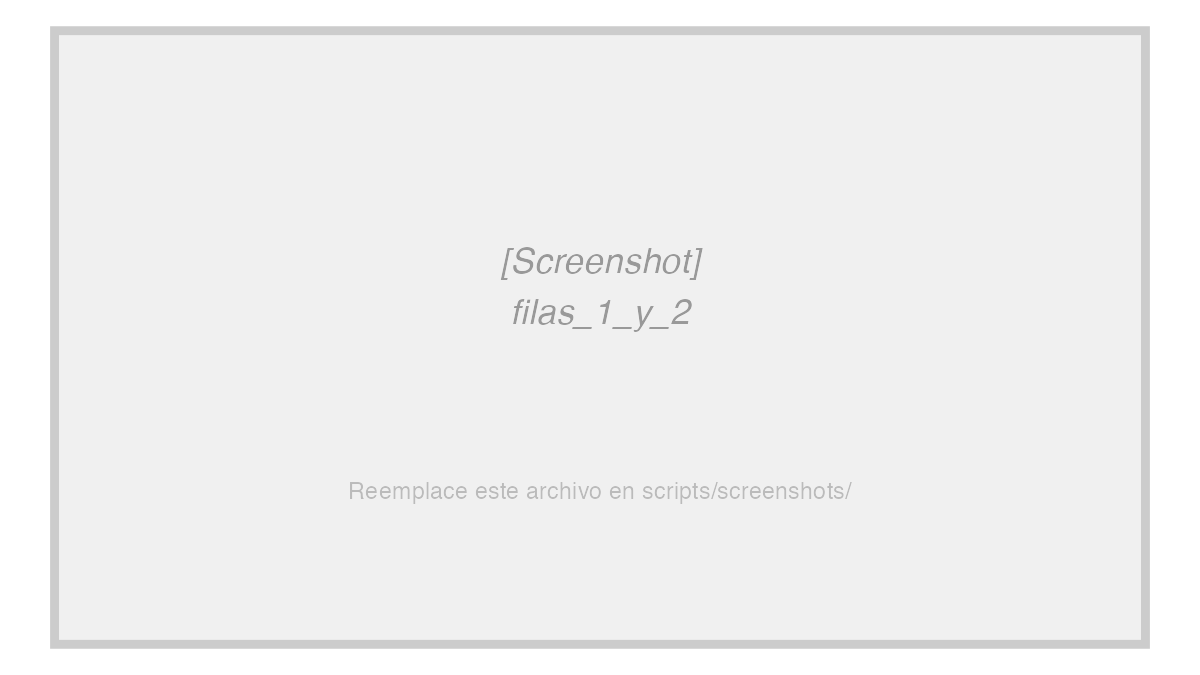 [Screenshot]
filas_1_y_2
Reemplace este archivo en scripts/screenshots/